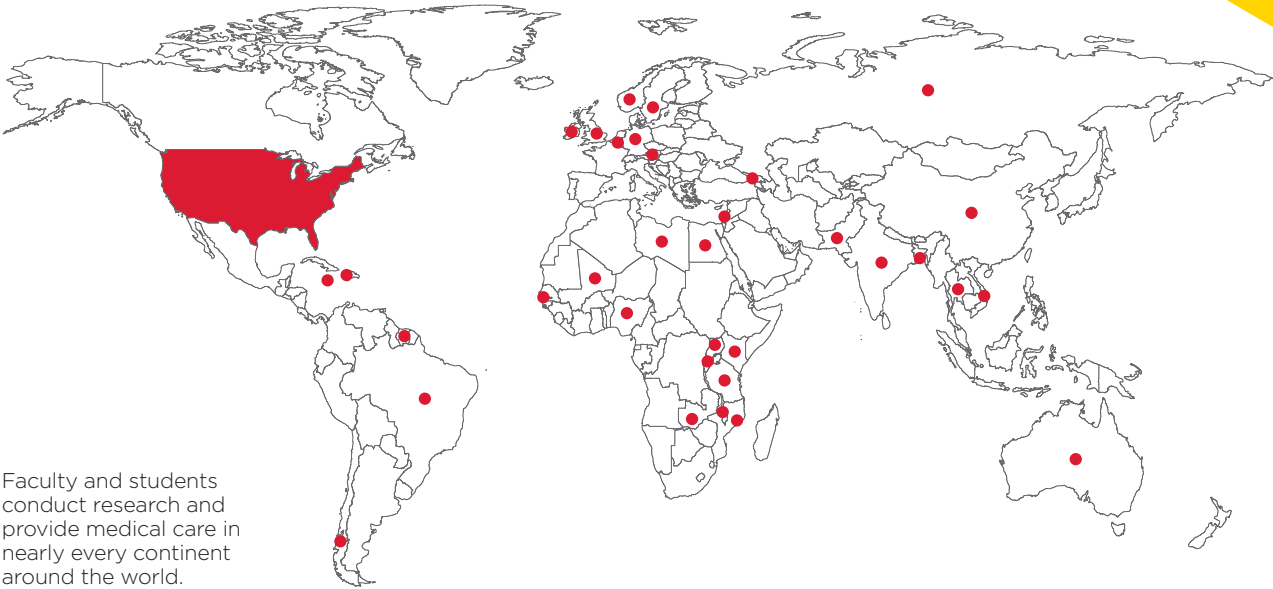 Faculty and students
conduct research and
provide medical care in
nearly every continent
around the world.